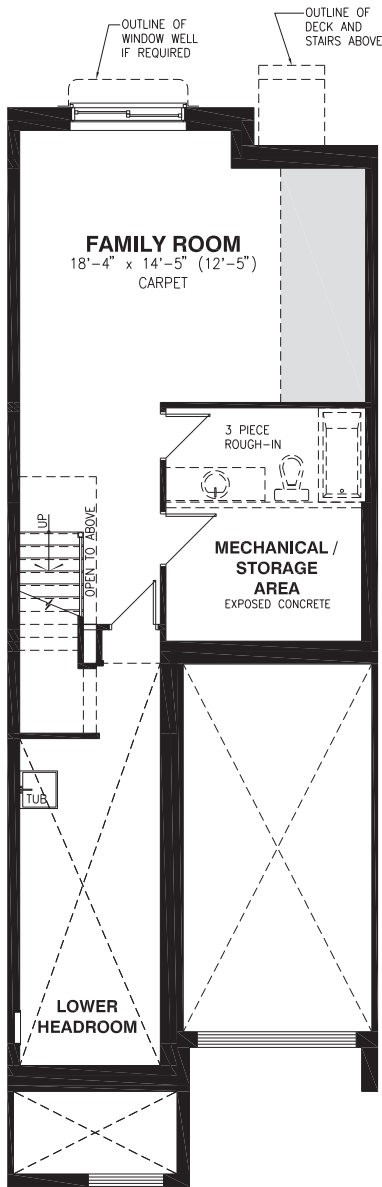 OUTLINE OF
WINDOW WELL
IF REQUIRED
OUTLINE OF
DECK AND
STAIRS ABOVE
FAMILY ROOM
18'-4" x 14'-5" (12'-5")
CARPET
3 PIECE
ROUGH-IN
UP
OPEN TO ABOVE
MECHANICAL /
STORAGE
AREA
EXPOSED CONCRETE
TUB
LOWER
HEADROOM